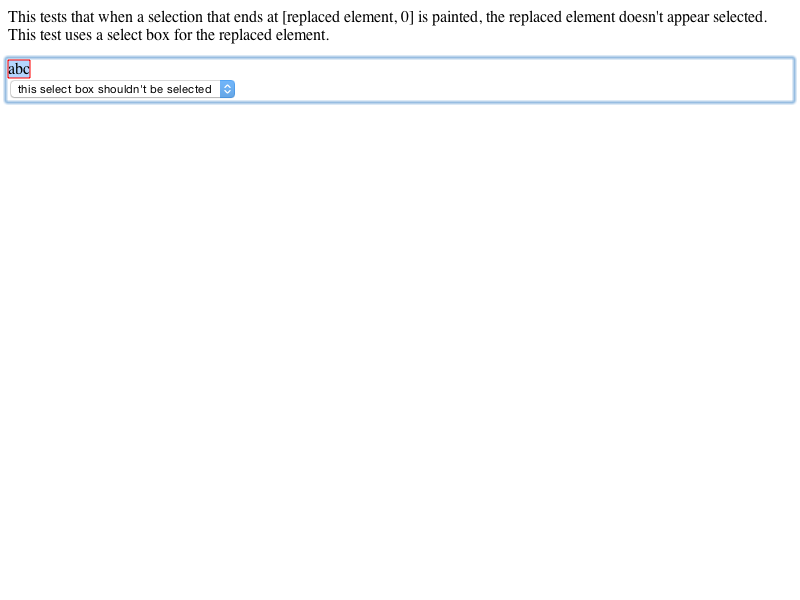 This tests that when a selection that ends at [replaced element, 0] is painted, the replaced element doesn't appear selected.
This test uses a select box for the replaced element.
abc
this select box shouldn't be selected